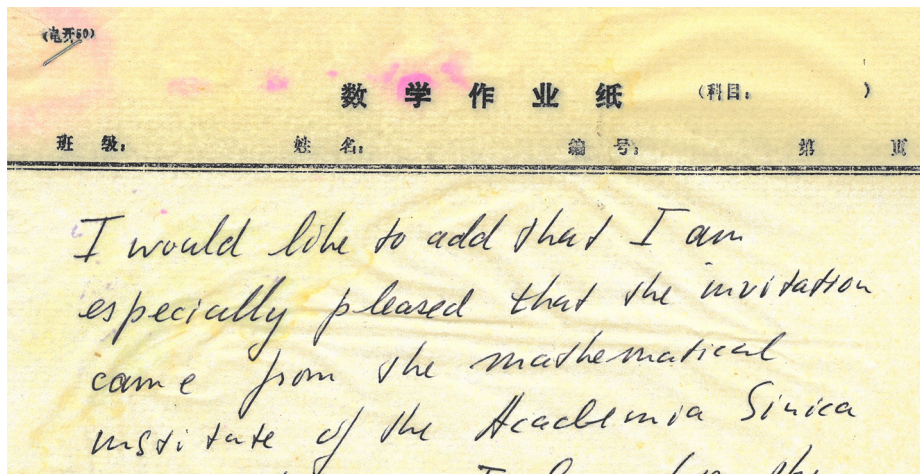 (电开50)
数学作业纸 (科目: )
班级: 姓名: 编号: 第 页
I would like to add that I am
especially pleased that the invitation
came from the mathematical
institute of the Academia Sinica